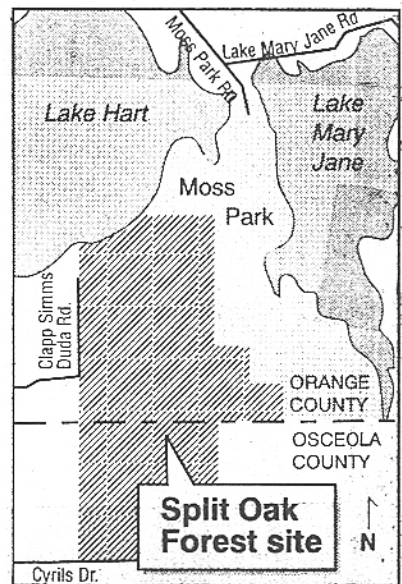 Moss
Park Rd
Lake Mary Jane Rd
Lake Hart
Lake
Mary
Jane
Moss
Park
Clapp Simms
Duda Rd.
ORANGE
COUNTY
OSCEOLA
COUNTY
Split Oak
Forest site
N
Cyrils Dr.